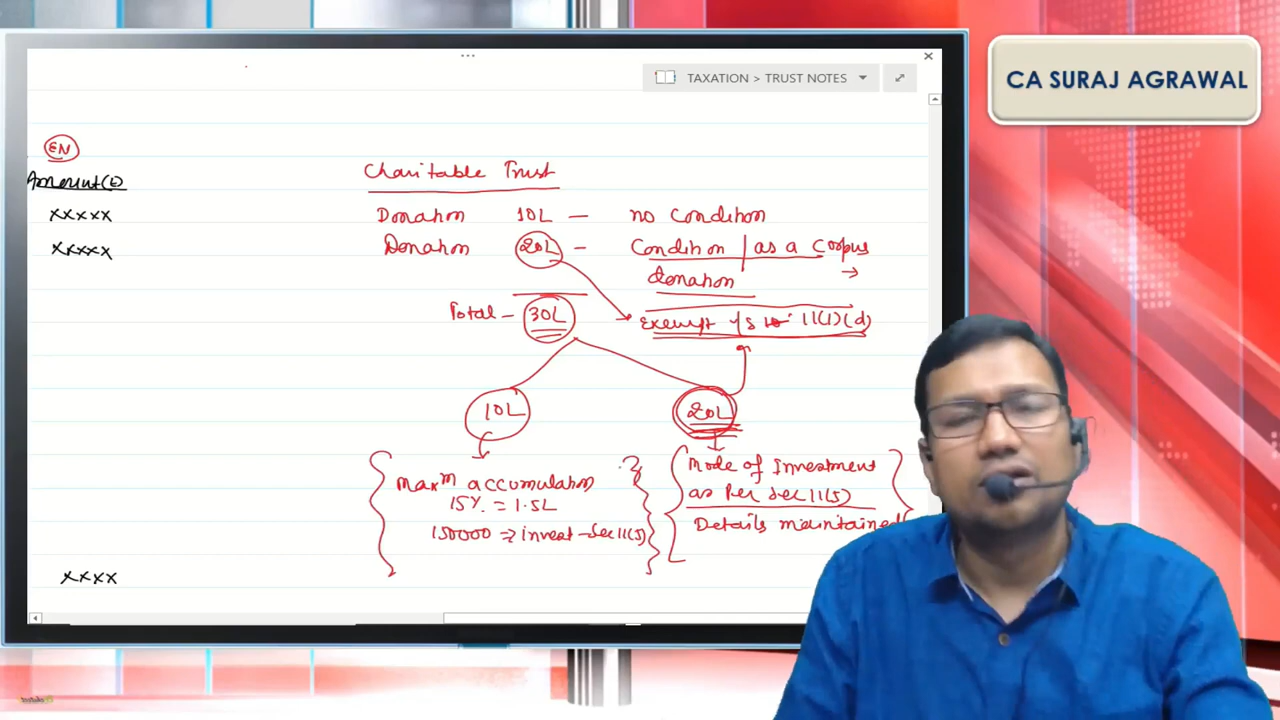 CA SURAJ AGRAWAL
TAXATION > TRUST NOTES
EN
Amount(₹)
xxxxx
xxxxx
xxxx
Charitable Trust
Donation 10L – no condition
Donation 20L – Condition / as a Corpus
donation
Total – 30L
Exempt u/s 11(1)(d)
10L
20L
Maxm accumulation
15% = 1.5L
150000 => invest – Sec 11(5)
Mode of Investment
as Per Sec 11(5)
Details maintained